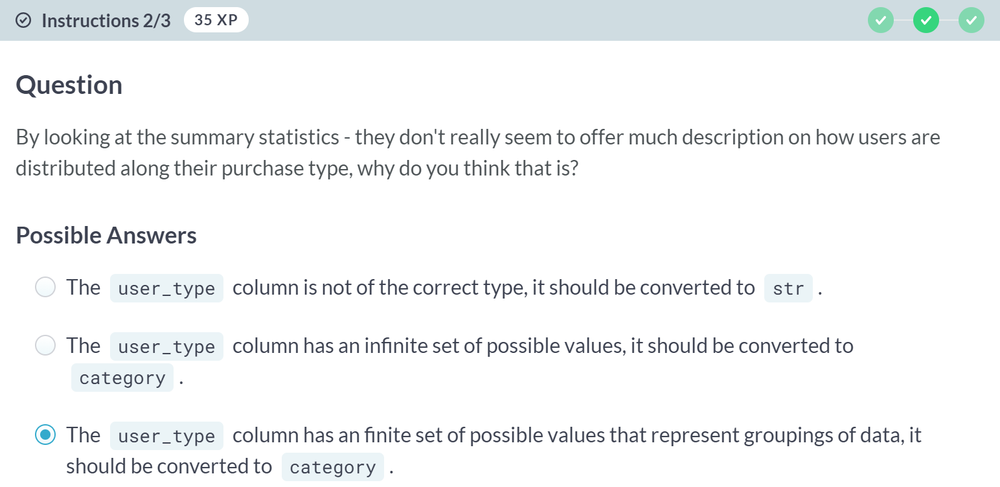 Instructions 2/3 35 XP
Question
By looking at the summary statistics - they don't really seem to offer much description on how users are
distributed along their purchase type, why do you think that is?
Possible Answers
The user_type column is not of the correct type, it should be converted to str .
The user_type column has an infinite set of possible values, it should be converted to
category .
The user_type column has an finite set of possible values that represent groupings of data, it
should be converted to category .